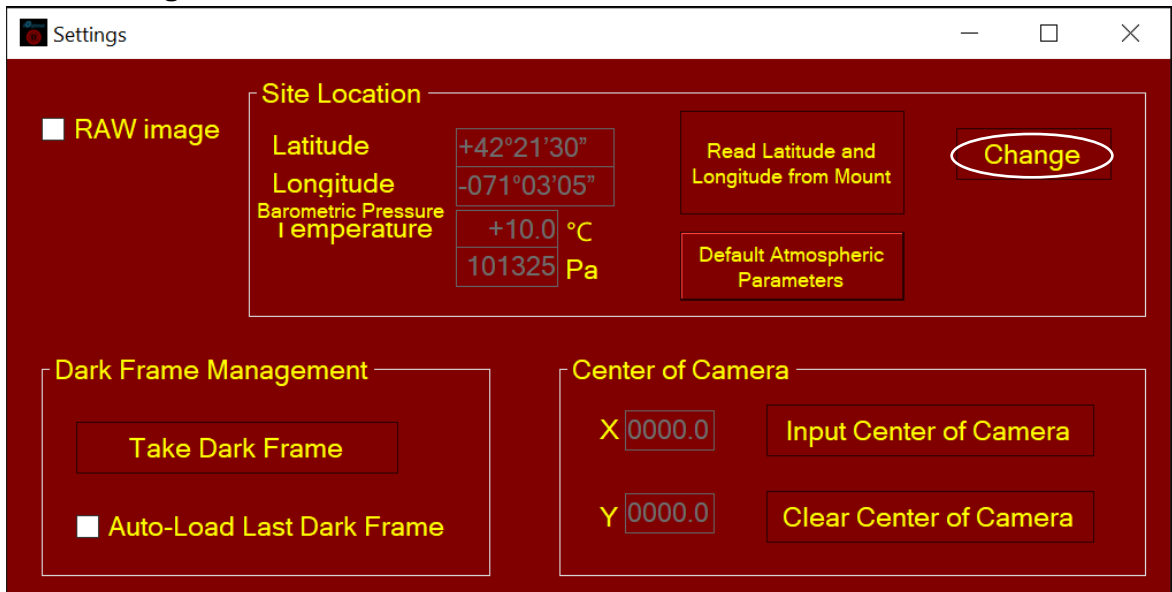 Settings
RAW image
Site Location
Latitude +42°21'30”
Longitude -071°03'05”
Barometric Pressure
Temperature +10.0 °C
101325 Pa
Read Latitude and
Longitude from Mount
Default Atmospheric
Parameters
Change
Dark Frame Management
Take Dark Frame
Auto-Load Last Dark Frame
Center of Camera
X 0000.0 Input Center of Camera
Y 0000.0 Clear Center of Camera